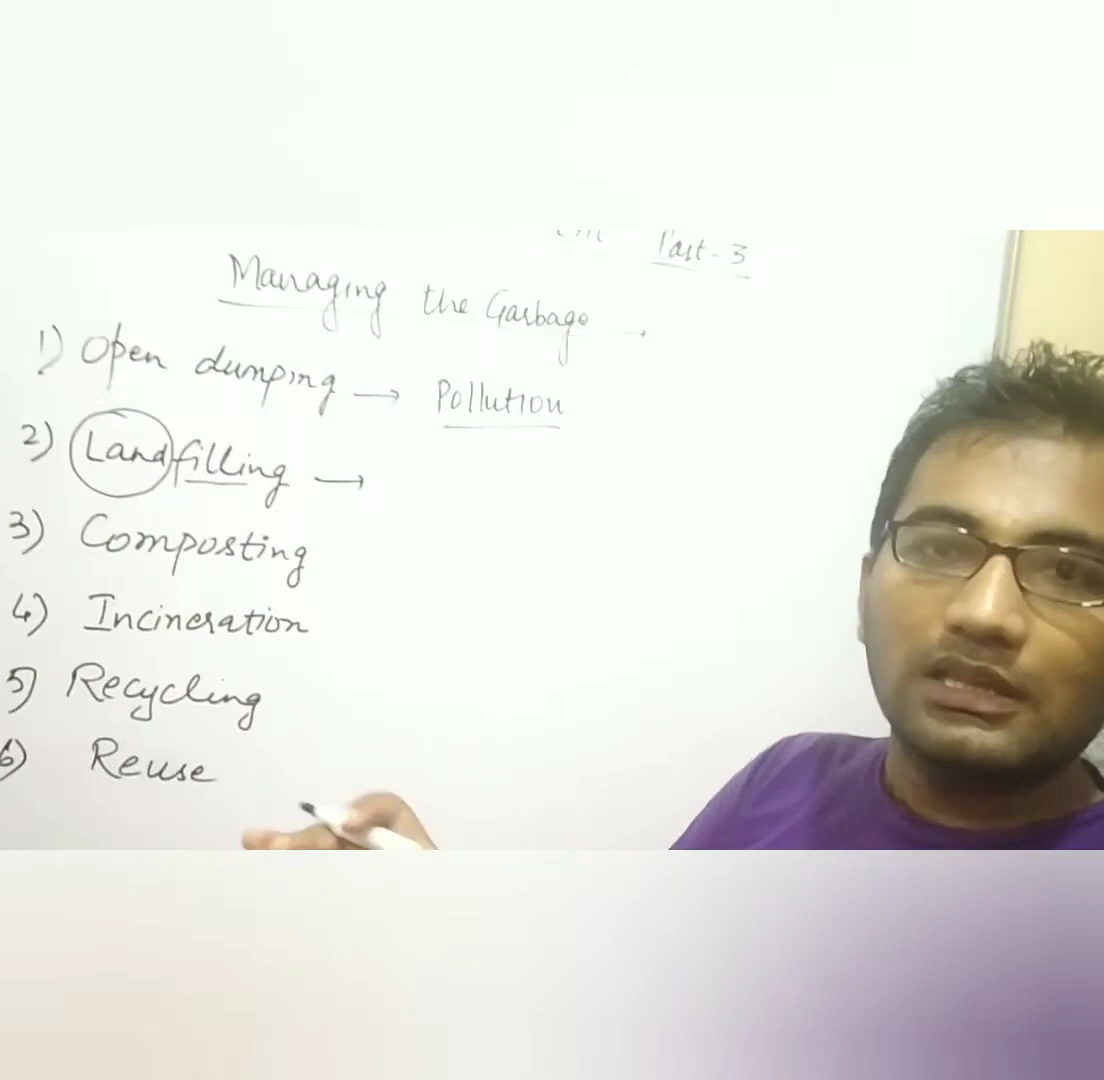 Part-3
Managing the Garbage →
1) Open dumping → Pollution
2) Landfilling →
3) Composting
4) Incineration
5) Recycling
6) Reuse